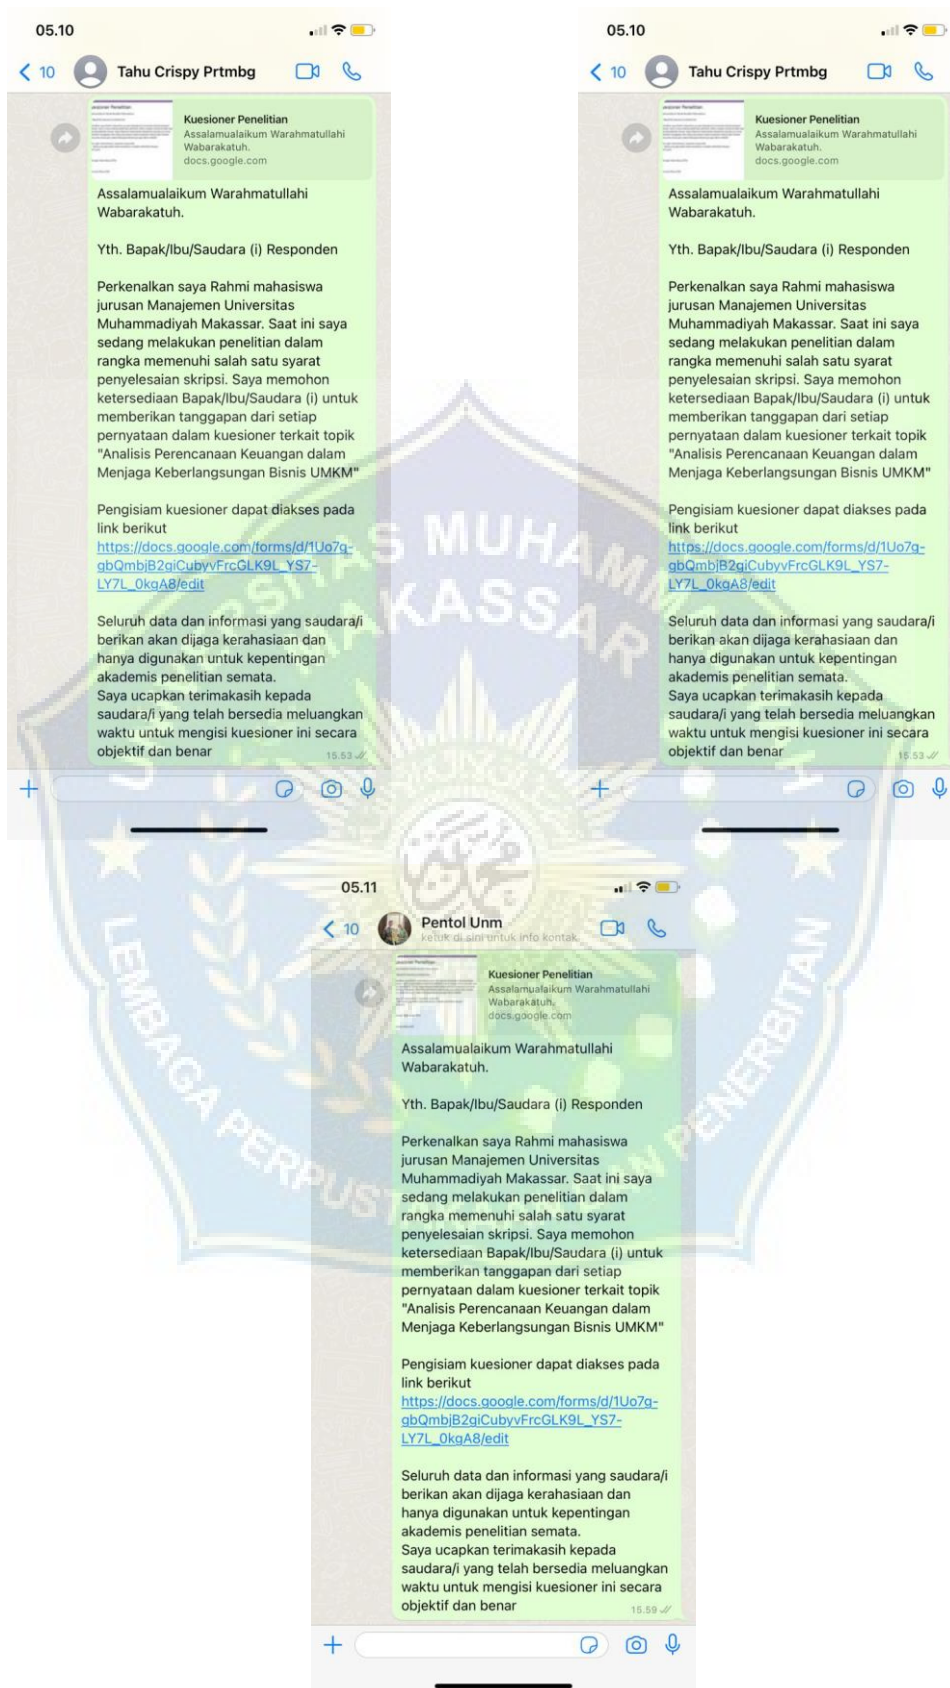 05.10
10 Tahu Crispy Prtmbg
Kuesioner Penelitian
Assalamualaikum Warahmatullahi
Wabarakatuh.
docs.google.com
Assalamualaikum Warahmatullahi
Wabarakatuh.
Yth. Bapak/Ibu/Saudara (i) Responden
Perkenalkan saya Rahmi mahasiswa
jurusan Manajemen Universitas
Muhammadiyah Makassar. Saat ini saya
sedang melakukan penelitian dalam
rangka memenuhi salah satu syarat
penyelesaian skripsi. Saya memohon
ketersediaan Bapak/Ibu/Saudara (i) untuk
memberikan tanggapan dari setiap
pernyataan dalam kuesioner terkait topik
"Analisis Perencanaan Keuangan dalam
Menjaga Keberlangsungan Bisnis UMKM"
Pengisiam kuesioner dapat diakses pada
link berikut
https://docs.google.com/forms/d/1Uo7g-
gbQmbjB2giCubyvFrcGLK9L_YS7-
LY7L_0kgA8/edit
Seluruh data dan informasi yang saudara/i
berikan akan dijaga kerahasiaan dan
hanya digunakan untuk kepentingan
akademis penelitian semata.
Saya ucapkan terimakasih kepada
saudara/i yang telah bersedia meluangkan
waktu untuk mengisi kuesioner ini secara
objektif dan benar
15.53
05.10
10 Tahu Crispy Prtmbg
Kuesioner Penelitian
Assalamualaikum Warahmatullahi
Wabarakatuh.
docs.google.com
Assalamualaikum Warahmatullahi
Wabarakatuh.
Yth. Bapak/Ibu/Saudara (i) Responden
Perkenalkan saya Rahmi mahasiswa
jurusan Manajemen Universitas
Muhammadiyah Makassar. Saat ini saya
sedang melakukan penelitian dalam
rangka memenuhi salah satu syarat
penyelesaian skripsi. Saya memohon
ketersediaan Bapak/Ibu/Saudara (i) untuk
memberikan tanggapan dari setiap
pernyataan dalam kuesioner terkait topik
"Analisis Perencanaan Keuangan dalam
Menjaga Keberlangsungan Bisnis UMKM"
Pengisiam kuesioner dapat diakses pada
link berikut
https://docs.google.com/forms/d/1Uo7g-
gbQmbjB2giCubyvFrcGLK9L_YS7-
LY7L_0kgA8/edit
Seluruh data dan informasi yang saudara/i
berikan akan dijaga kerahasiaan dan
hanya digunakan untuk kepentingan
akademis penelitian semata.
Saya ucapkan terimakasih kepada
saudara/i yang telah bersedia meluangkan
waktu untuk mengisi kuesioner ini secara
objektif dan benar
15.53
05.11
10 Pentol Unm
ketuk di sini untuk info kontak
Kuesioner Penelitian
Assalamualaikum Warahmatullahi
Wabarakatuh.
docs.google.com
Assalamualaikum Warahmatullahi
Wabarakatuh.
Yth. Bapak/Ibu/Saudara (i) Responden
Perkenalkan saya Rahmi mahasiswa
jurusan Manajemen Universitas
Muhammadiyah Makassar. Saat ini saya
sedang melakukan penelitian dalam
rangka memenuhi salah satu syarat
penyelesaian skripsi. Saya memohon
ketersediaan Bapak/Ibu/Saudara (i) untuk
memberikan tanggapan dari setiap
pernyataan dalam kuesioner terkait topik
"Analisis Perencanaan Keuangan dalam
Menjaga Keberlangsungan Bisnis UMKM"
Pengisiam kuesioner dapat diakses pada
link berikut
https://docs.google.com/forms/d/1Uo7g-
gbQmbjB2giCubyvFrcGLK9L_YS7-
LY7L_0kgA8/edit
Seluruh data dan informasi yang saudara/i
berikan akan dijaga kerahasiaan dan
hanya digunakan untuk kepentingan
akademis penelitian semata.
Saya ucapkan terimakasih kepada
saudara/i yang telah bersedia meluangkan
waktu untuk mengisi kuesioner ini secara
objektif dan benar
15.59
UNIVERSITAS MUHAMMADIYAH
MAKASSAR
LEMBAGA PERPUSTAKAAN DAN PENERBITAN